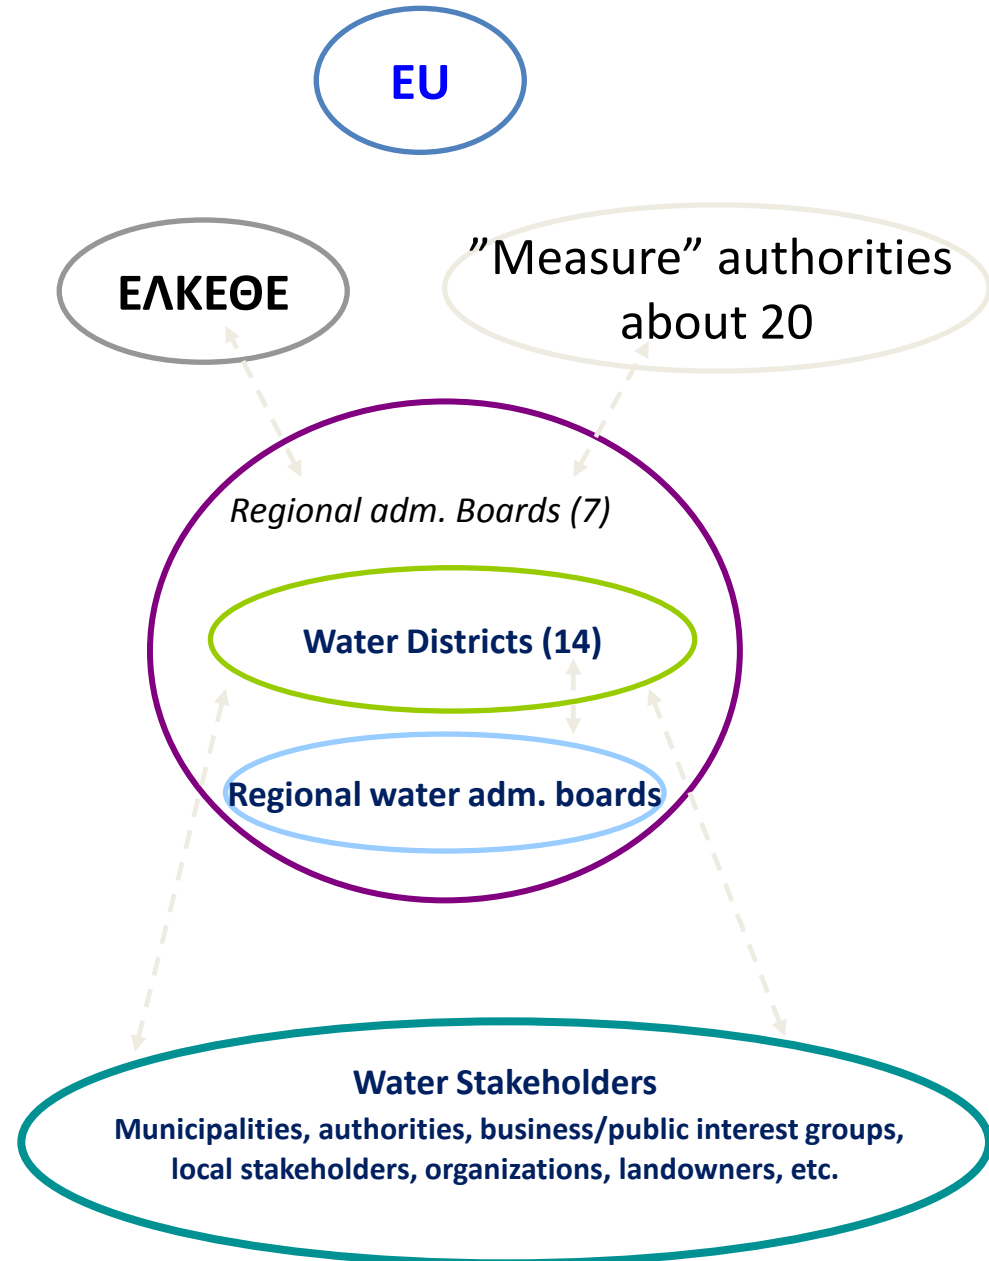 EU
ΕΛΚΕΘΕ
”Measure” authorities
about 20
Regional adm. Boards (7)
Water Districts (14)
Regional water adm. boards
Water Stakeholders
Municipalities, authorities, business/public interest groups,
local stakeholders, organizations, landowners, etc.